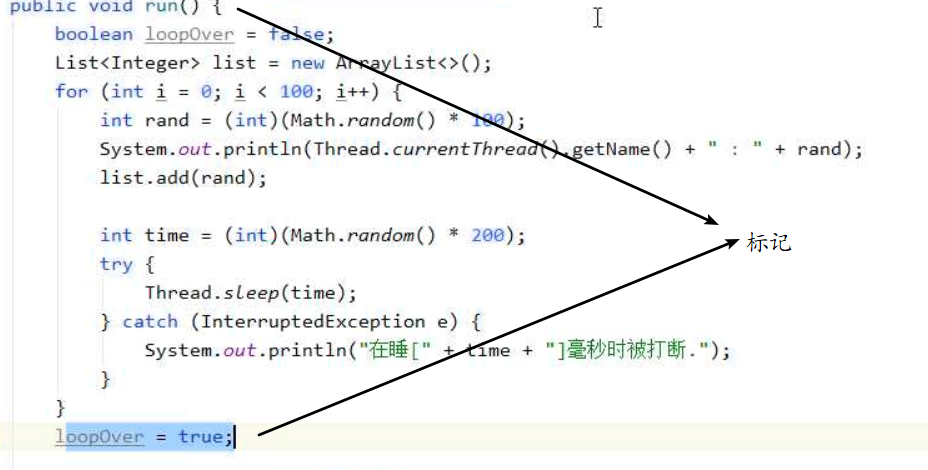 public void run() {
boolean loopOver = false;
List<Integer> list = new ArrayList<>();
for (int i = 0; i < 100; i++) {
int rand = (int)(Math.random() * 100);
System.out.println(Thread.currentThread().getName() + " : " + rand);
list.add(rand);
int time = (int)(Math.random() * 200);
标记
try {
Thread.sleep(time);
} catch (InterruptedException e) {
System.out.println("在睡[" + time + "]毫秒时被打断.");
}
}
loopOver = true;